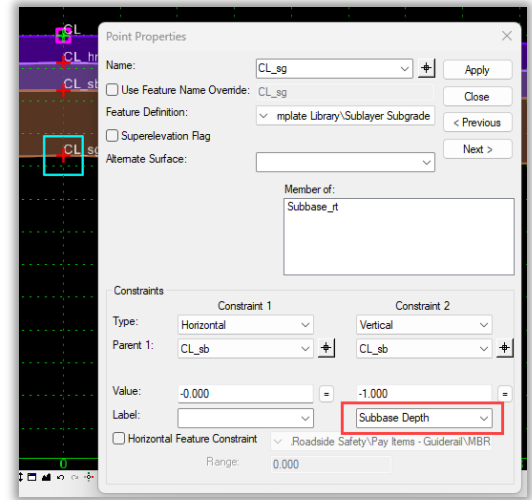 CL
Point Properties
CL_hr
Name:
CL_sg
Apply
CL_sb
Use Feature Name Override:
CL_sg
Close
Feature Definition:
mplate Library\Sublayer Subgrade
< Previous
Superelevation Flag
CL_sg
Next >
Alternate Surface:
Member of:
Subbase_rt
Constraints
Constraint 1
Constraint 2
Type:
Horizontal
Vertical
Parent 1:
CL_sb
CL_sb
Value:
-0.000
=
-1.000
=
Label:
Subbase Depth
Horizontal Feature Constraint
.Roadside Safety\Pay Items - Guiderail\MBR
Range:
0.000
0